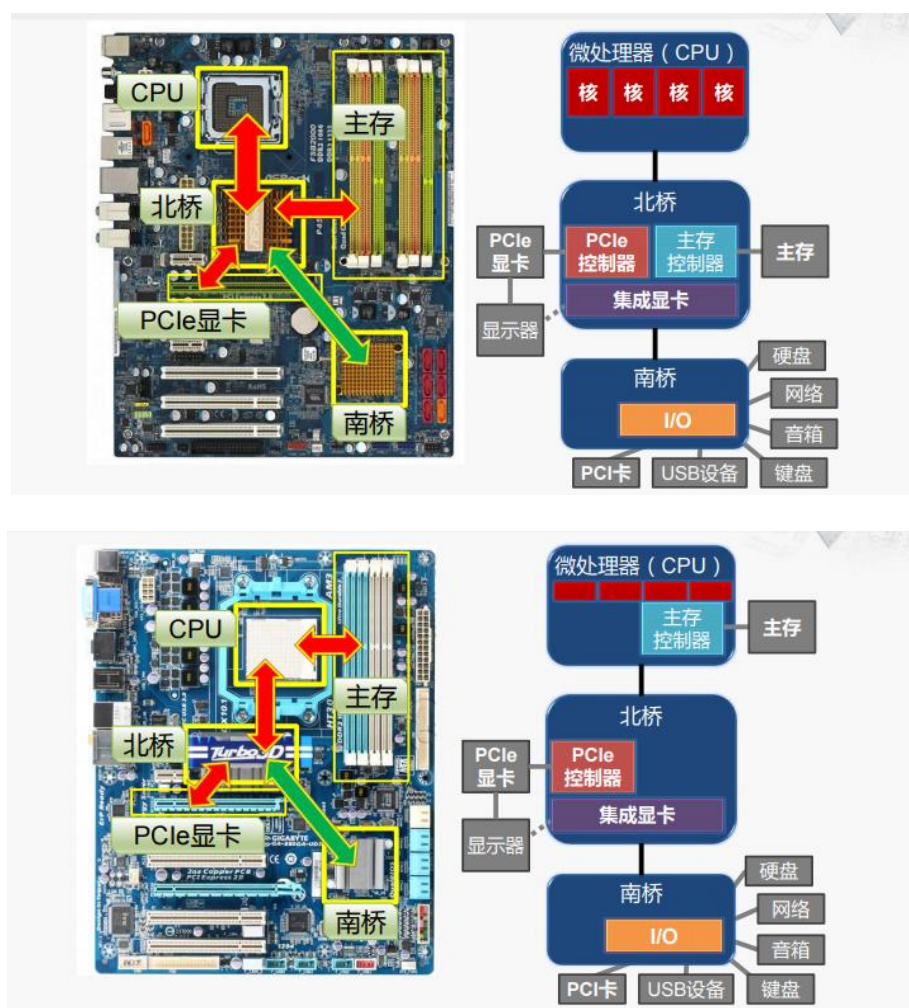 CPU
主存
北桥
PCIe显卡
南桥
微处理器（CPU）
核 核 核 核
北桥
PCIe
显卡
PCIe
控制器
主存
控制器
主存
集成显卡
显示器
南桥
硬盘
网络
I/O
音箱
PCI卡
USB设备
键盘
CPU
主存
北桥
Turbo3D
PCIe显卡
南桥
微处理器（CPU）
主存
控制器
主存
北桥
PCIe
显卡
PCIe
控制器
集成显卡
显示器
南桥
硬盘
网络
I/O
音箱
PCI卡
USB设备
键盘